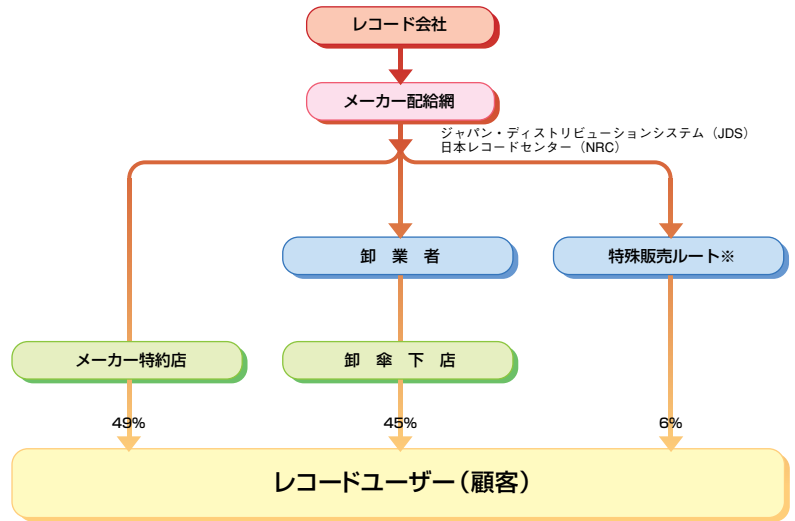 レコード会社
メーカー配給網
ジャパン・ディストリビューションシステム（JDS）
日本レコードセンター（NRC）
卸　業　者
特殊販売ルート※
メーカー特約店
卸　傘　下　店
49%
45%
6%
レコードユーザー（顧客）